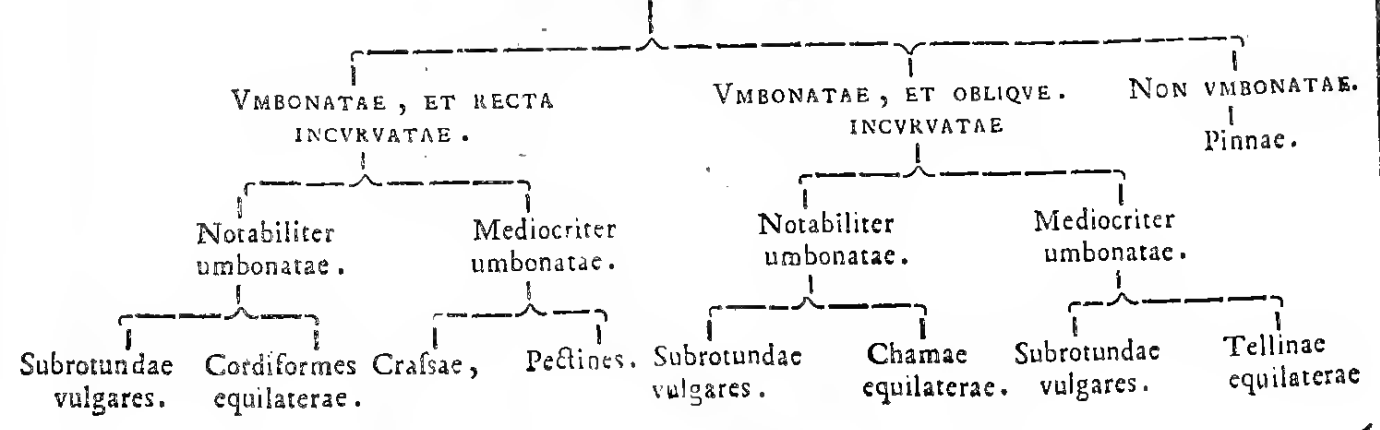 VMBONATAE, ET RECTA
INCVRVATAE.
VMBONATAE, ET OBLIQVE.
INCVRVATAE
NON VMBONATAE.
Pinnae.
Notabiliter
umbonatae.
Mediocriter
umbonatae.
Notabiliter
umbonatae.
Mediocriter
umbonatae.
Subrotundae
vulgares.
Cordiformes
equilaterae.
Craſsae,
Pectines.
Subrotundae
vulgares.
Chamae
equilaterae.
Subrotundae
vulgares.
Tellinae
equilaterae